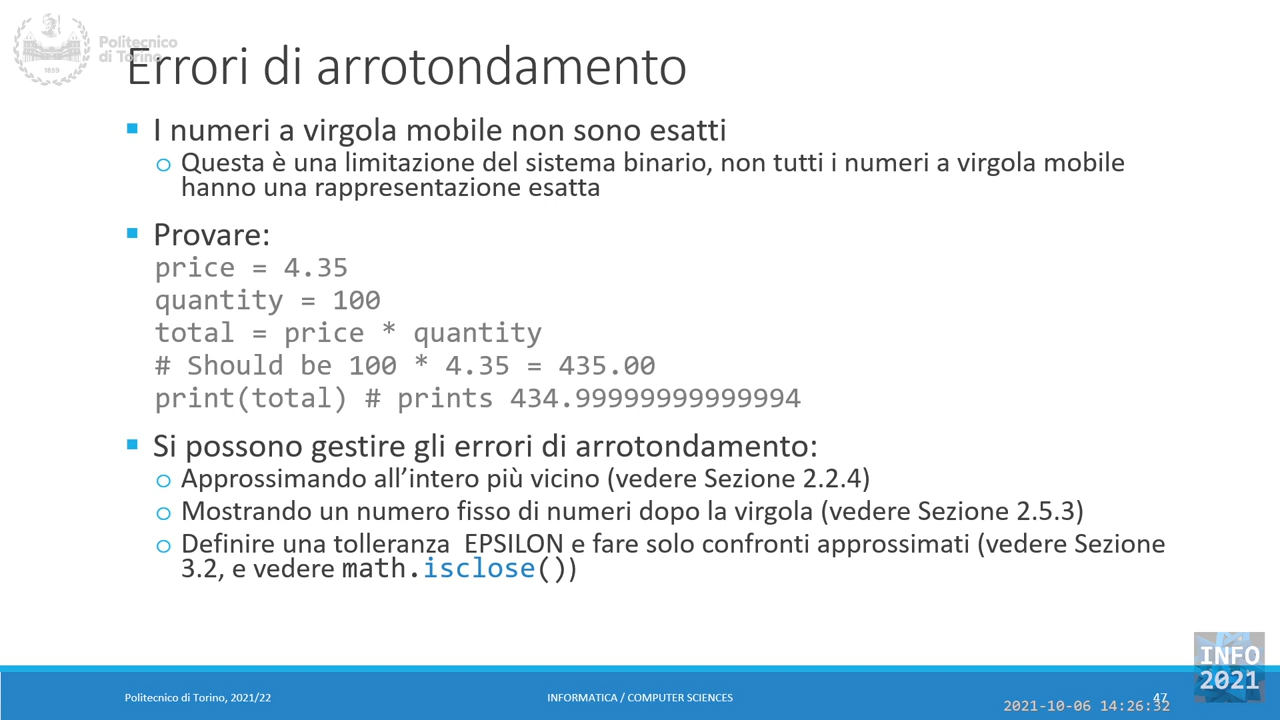 Politecnico
di Torino
1859
Errori di arrotondamento
I numeri a virgola mobile non sono esatti
Questa è una limitazione del sistema binario, non tutti i numeri a virgola mobile
hanno una rappresentazione esatta
Provare:
price = 4.35
quantity = 100
total = price * quantity
# Should be 100 * 4.35 = 435.00
print(total) # prints 434.99999999999994
Si possono gestire gli errori di arrotondamento:
Approssimando all’intero più vicino (vedere Sezione 2.2.4)
Mostrando un numero fisso di numeri dopo la virgola (vedere Sezione 2.5.3)
Definire una tolleranza  EPSILON e fare solo confronti approssimati (vedere Sezione
3.2, e vedere math.isclose())
INFO
2021
Politecnico di Torino, 2021/22
INFORMATICA / COMPUTER SCIENCES
47
2021-10-06 14:26:32